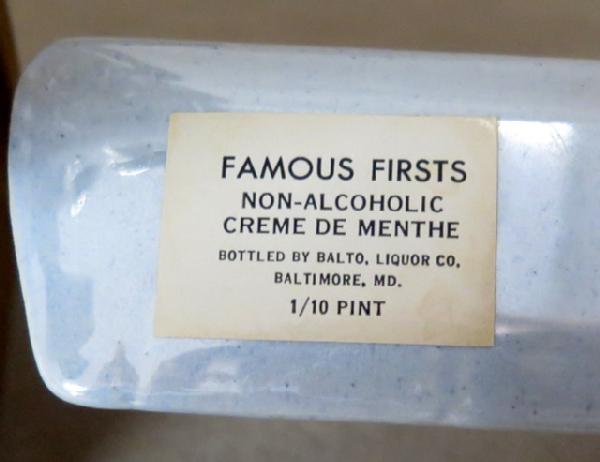 FAMOUS FIRSTS
NON-ALCOHOLIC
CREME DE MENTHE
BOTTLED BY BALTO. LIQUOR CO.
BALTIMORE, MD.
1/10 PINT